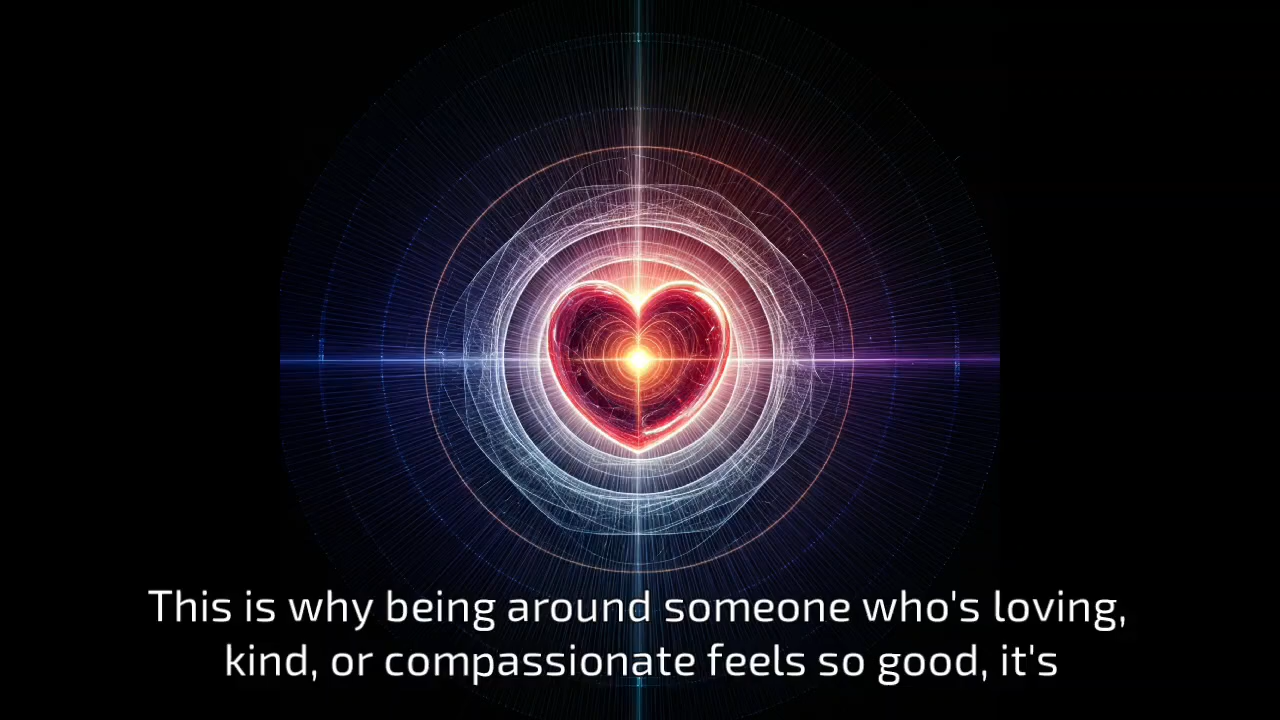 This is why being around someone who's loving,
kind, or compassionate feels so good, it's